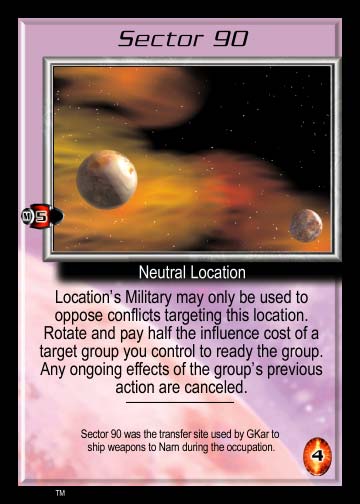 Sector 90
M 5
Neutral Location
Location's Military may only be used to
oppose conflicts targeting this location.
Rotate and pay half the influence cost of a
target group you control to ready the group.
Any ongoing effects of the group's previous
action are canceled.
Sector 90 was the transfer site used by GKar to
ship weapons to Narn during the occupation.
4
TM